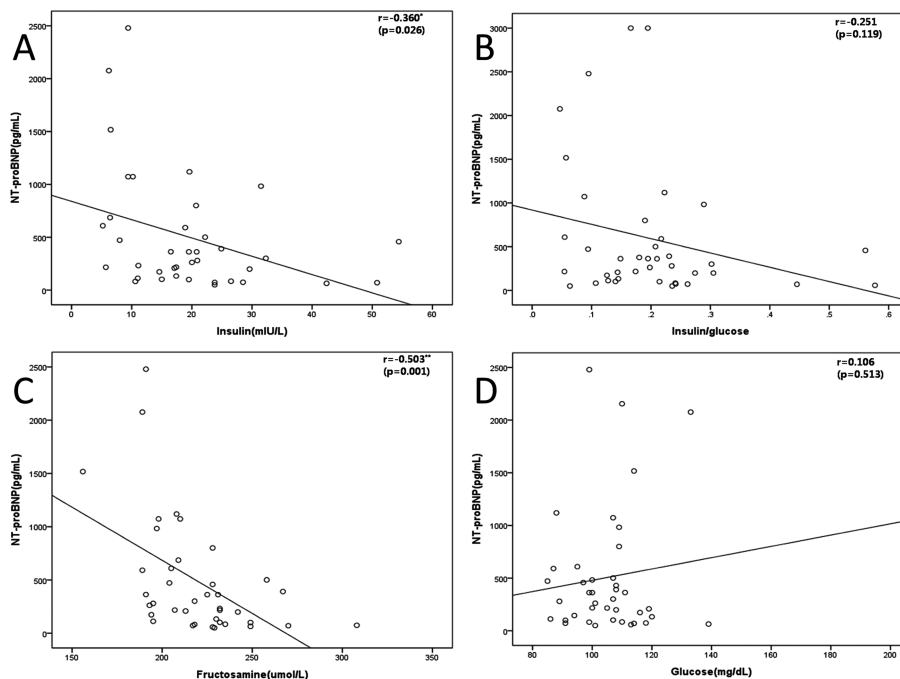 A
r=-0.360*
(p=0.026)
NT-proBNP(pg/mL)
2500
2000
1500
1000
500
0
0
10
20
30
40
50
60
Insulin(mIU/L)
B
r=-0.251
(p=0.119)
NT-proBNP(pg/mL)
3000
2500
2000
1500
1000
500
0
.0
.1
.2
.3
.4
.5
.6
Insulin/glucose
C
r=-0.503**
(p=0.001)
NT-proBNP(pg/mL)
2500
2000
1500
1000
500
0
150
200
250
300
350
Fructosamine(umol/L)
D
r=0.106
(p=0.513)
NT-proBNP(pg/mL)
2500
2000
1500
1000
500
0
80
100
120
140
160
180
200
Glucose(mg/dL)